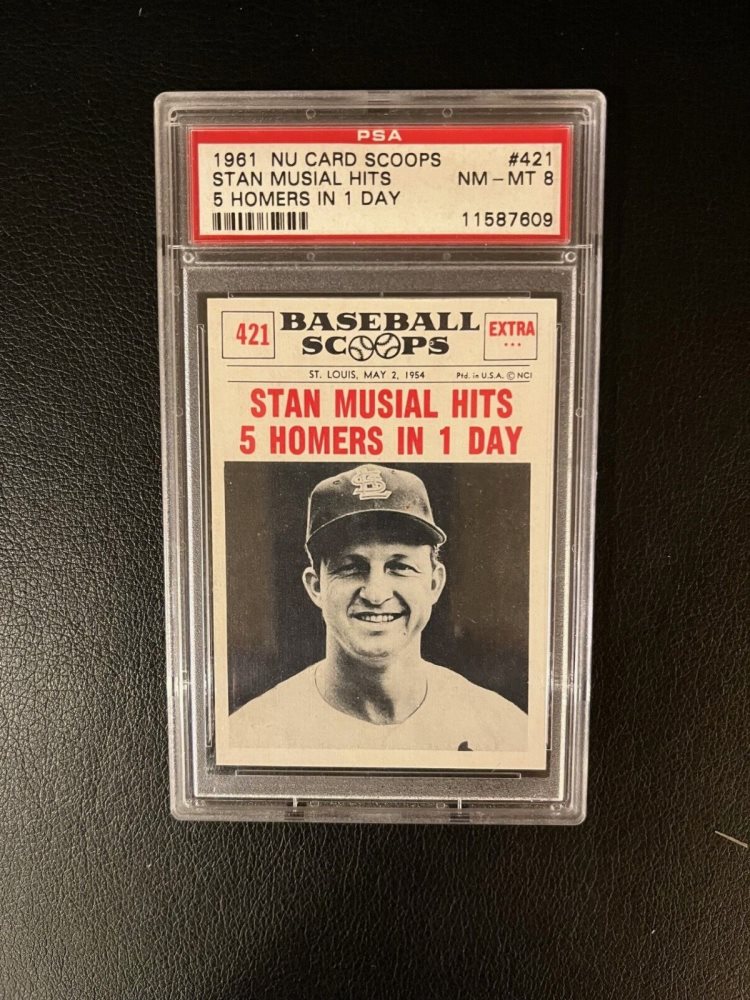 PSA
1961 NU CARD SCOOPS #421
STAN MUSIAL HITS NM - MT 8
5 HOMERS IN 1 DAY
11587609
421 BASEBALL EXTRA
SCOOPS ...
ST. LOUIS, MAY 2, 1954 Ptd. in U.S.A. © NCI
STAN MUSIAL HITS
5 HOMERS IN 1 DAY
STL